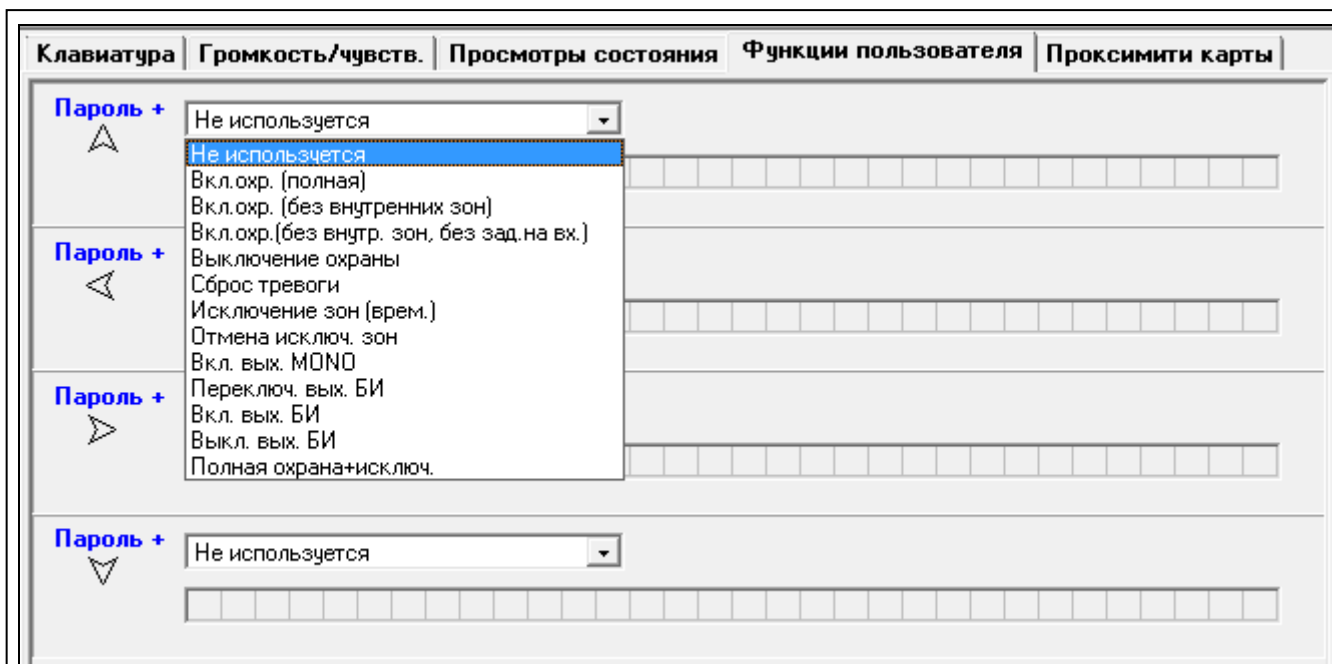 Клавиатура Громкость/чувств. Просмотры состояния Функции пользователя Проксимити карты
Пароль +
Не используется
Не используется
Вкл.охр. (полная)
Вкл.охр. (без внутренних зон)
Вкл.охр.(без внутр. зон, без зад.на вх.)
Пароль +
Выключение охраны
Сброс тревоги
Исключение зон (врем.)
Отмена исключ. зон
Вкл. вых. MONO
Переключ. вых. БИ
Пароль +
Вкл. вых. БИ
Выкл. вых. БИ
Полная охрана+исключ.
Пароль +
Не используется